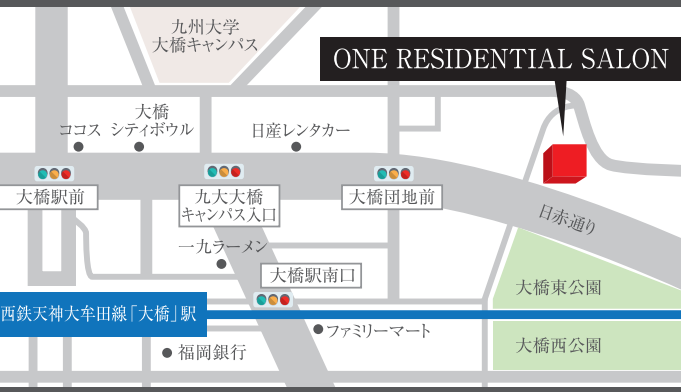 九州大学
大橋キャンパス
ONE RESIDENTIAL SALON
大橋
ココス シティボウル
日産レンタカー
大橋駅前
九大大橋
キャンパス入口
大橋団地前
日赤通り
一九ラーメン
大橋駅南口
大橋東公園
西鉄天神大牟田線「大橋」駅
ファミリーマート
大橋西公園
福岡銀行